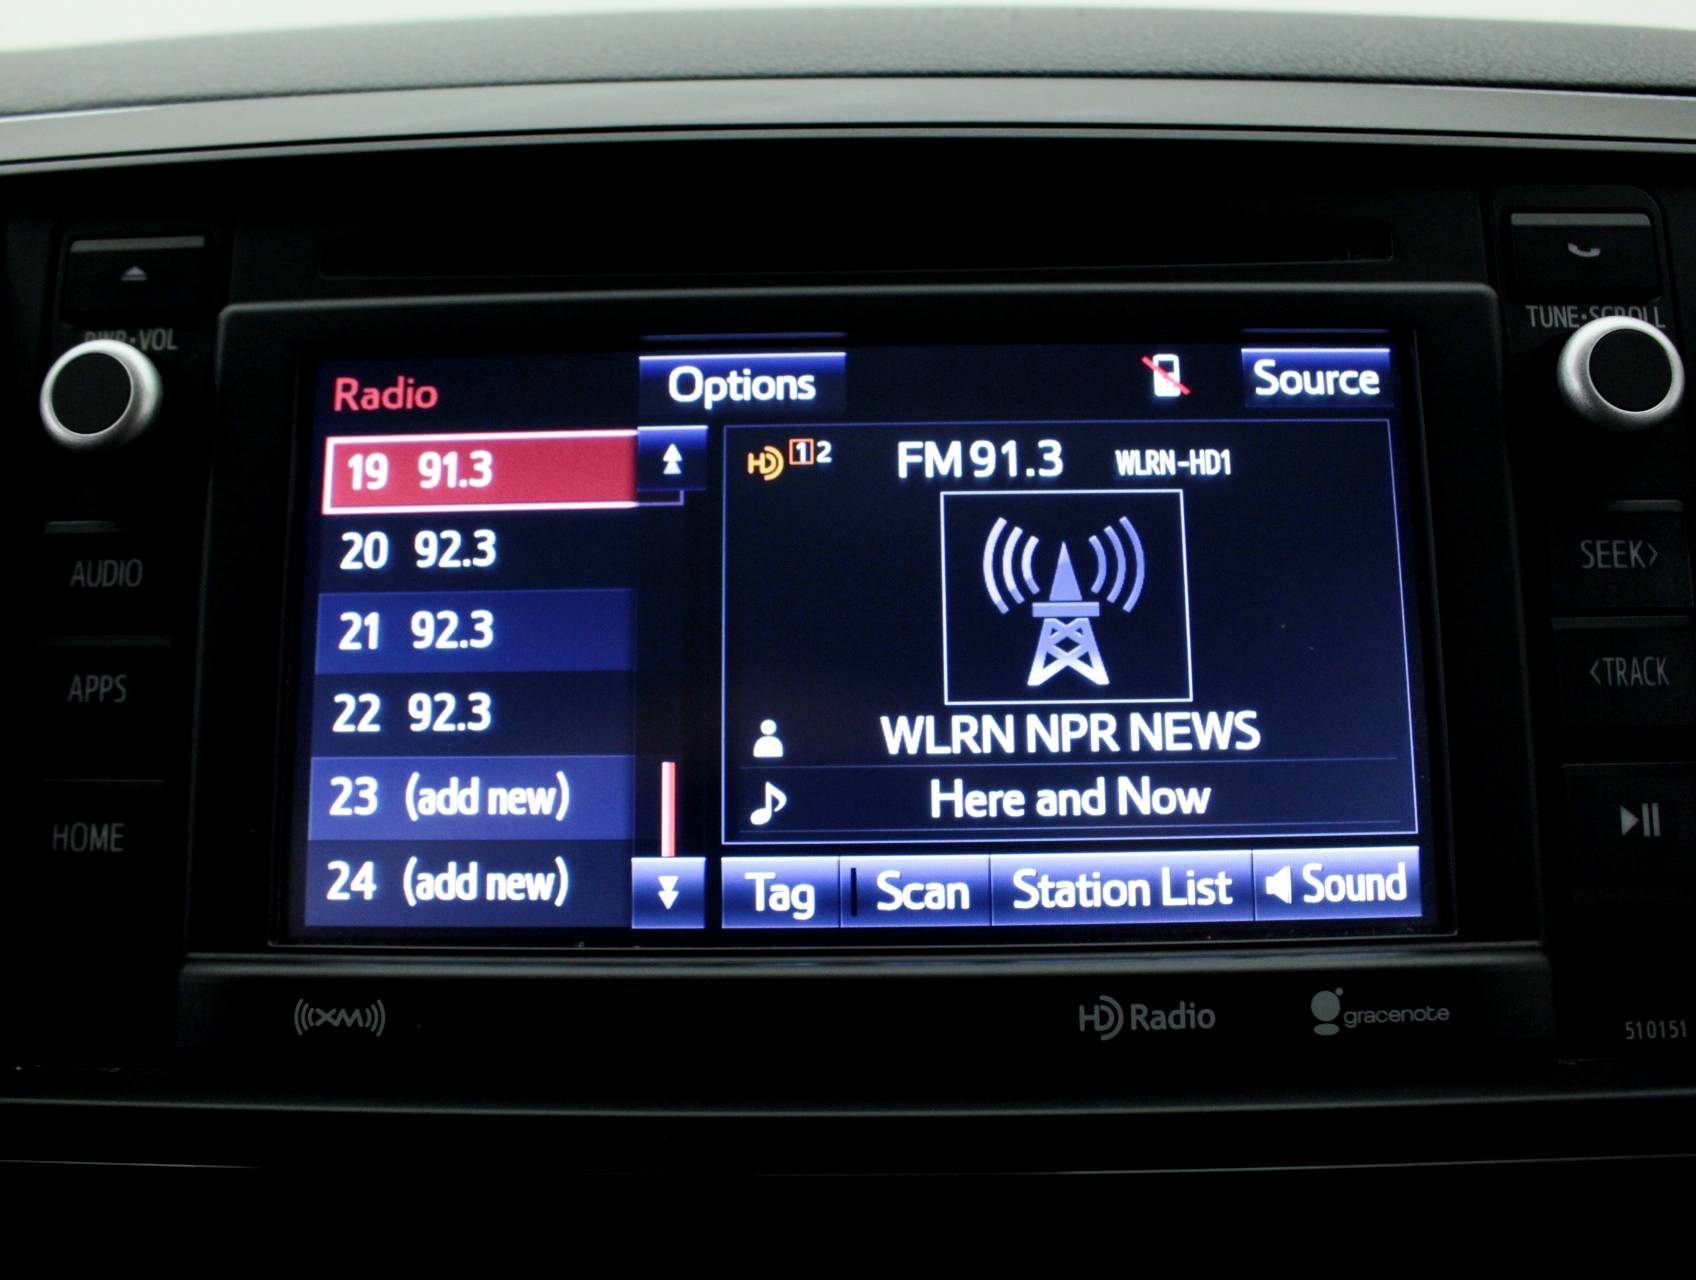 PWR•VOL
TUNE•SCROLL
Radio
Options
Source
19 91.3
20 92.3
21 92.3
22 92.3
23 (add new)
24 (add new)
HD 1 2
FM 91.3 WLRN-HD1
WLRN NPR NEWS
Here and Now
Tag
Scan
Station List
Sound
AUDIO
APPS
HOME
SEEK>
<TRACK
((XM))
HD Radio
gracenote
510151